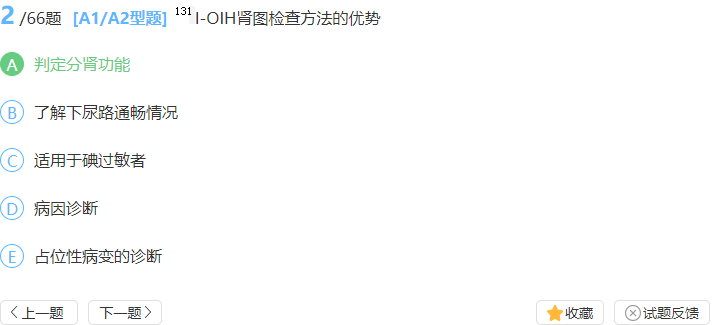 2 /66题 [A1/A2型题] ¹³¹I-OIH肾图检查方法的优势
A 判定分肾功能
B 了解下尿路通畅情况
C 适用于碘过敏者
D 病因诊断
E 占位性病变的诊断
上一题 下一题 收藏 试题反馈